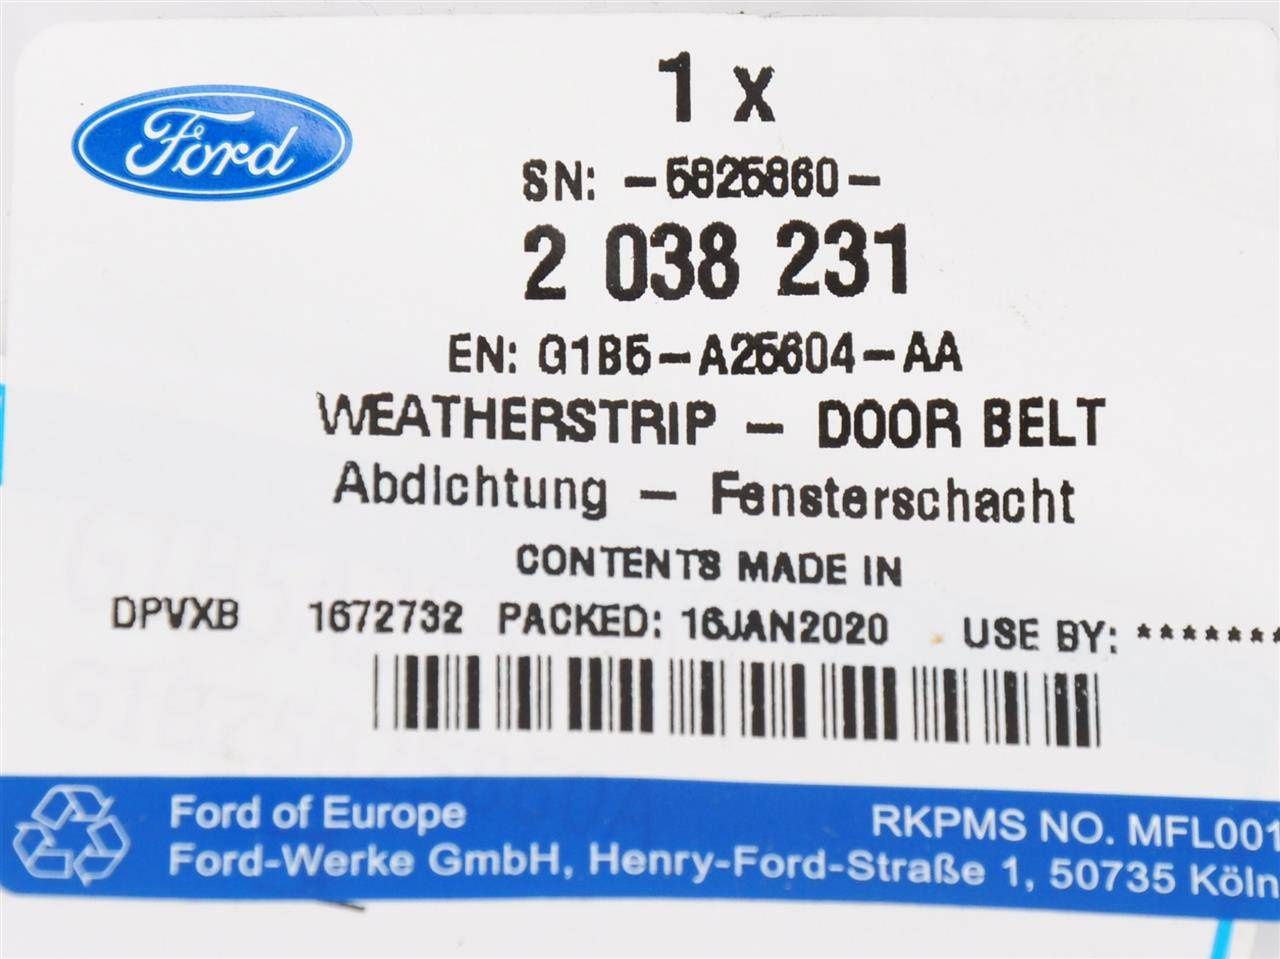 Ford
1 x
SN: -5825860-
2 038 231
EN: G1B5-A25604-AA
WEATHERSTRIP - DOOR BELT
Abdichtung - Fensterschacht
CONTENTS MADE IN
DPVXB 1672732 PACKED: 16JAN2020 USE BY: *******
Ford of Europe
Ford-Werke GmbH, Henry-Ford-Straße 1, 50735 Köln
RKPMS NO. MFL001